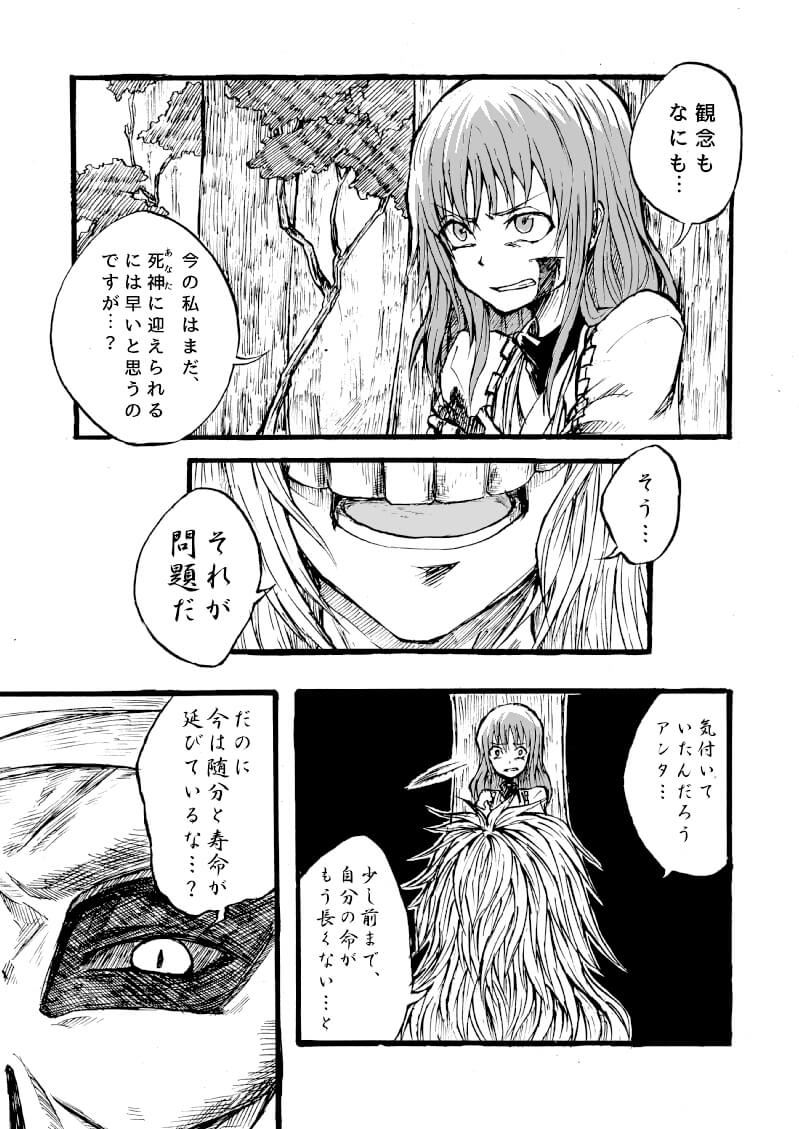 観念も
なにも…
今の私はまだ、
死神に迎えられる
あなた
には早いと思うの
ですが…？
そう…
それが
問題だ
気付いて
いたんだろう
アンタ…
少し前まで、
自分の命が
もう長くない…と
だのに
今は随分と寿命が
延びているな…？